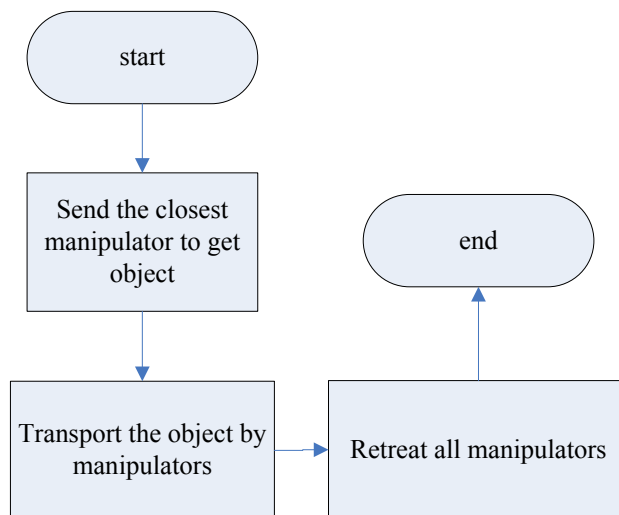 start
Send the closest
manipulator to get
object
Transport the object by
manipulators
Retreat all manipulators
end